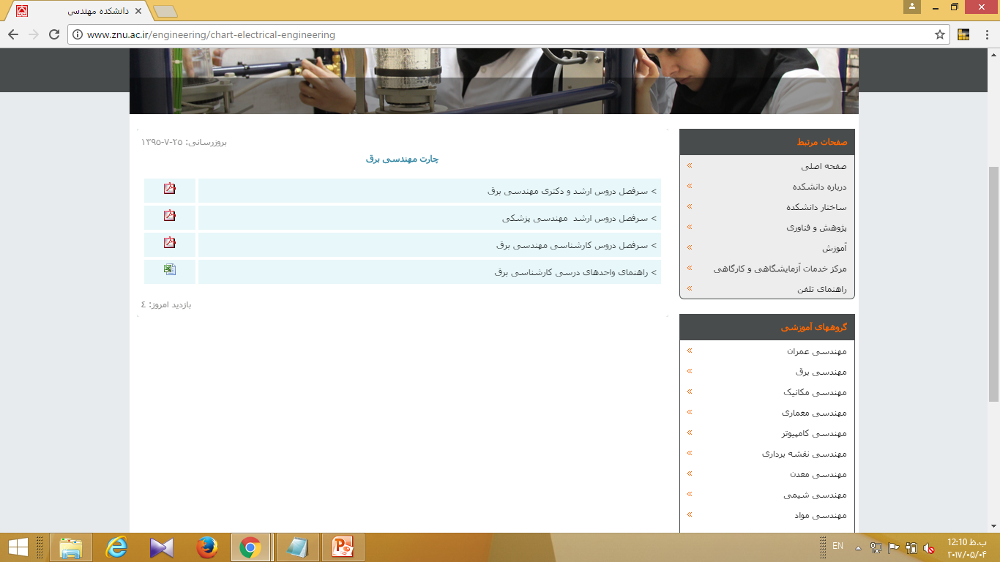 دانشکده مهندسی
www.znu.ac.ir/engineering/chart-electrical-engineering
صفحات مرتبط
صفحه اصلی
درباره دانشکده
ساختار دانشکده
پژوهش و فناوری
آموزش
مرکز خدمات آزمایشگاهی و کارگاهی
راهنمای تلفن
گروههای آموزشی
مهندسی عمران
مهندسی برق
مهندسی مکانیک
مهندسی معماری
مهندسی کامپیوتر
مهندسی نقشه برداری
مهندسی معدن
مهندسی شیمی
مهندسی مواد
بروزرسانی: ۲۵-۷-۱۳۹۵
چارت مهندسی برق
> سرفصل دروس ارشد و دکتری مهندسی برق
> سرفصل دروس ارشد مهندسی پزشکی
> سرفصل دروس کارشناسی مهندسی برق
> راهنمای واحدهای درسی کارشناسی برق
بازدید امروز: ٤
EN
12:10 ب.ظ
۲۰۱۷/۰۵/۰۴